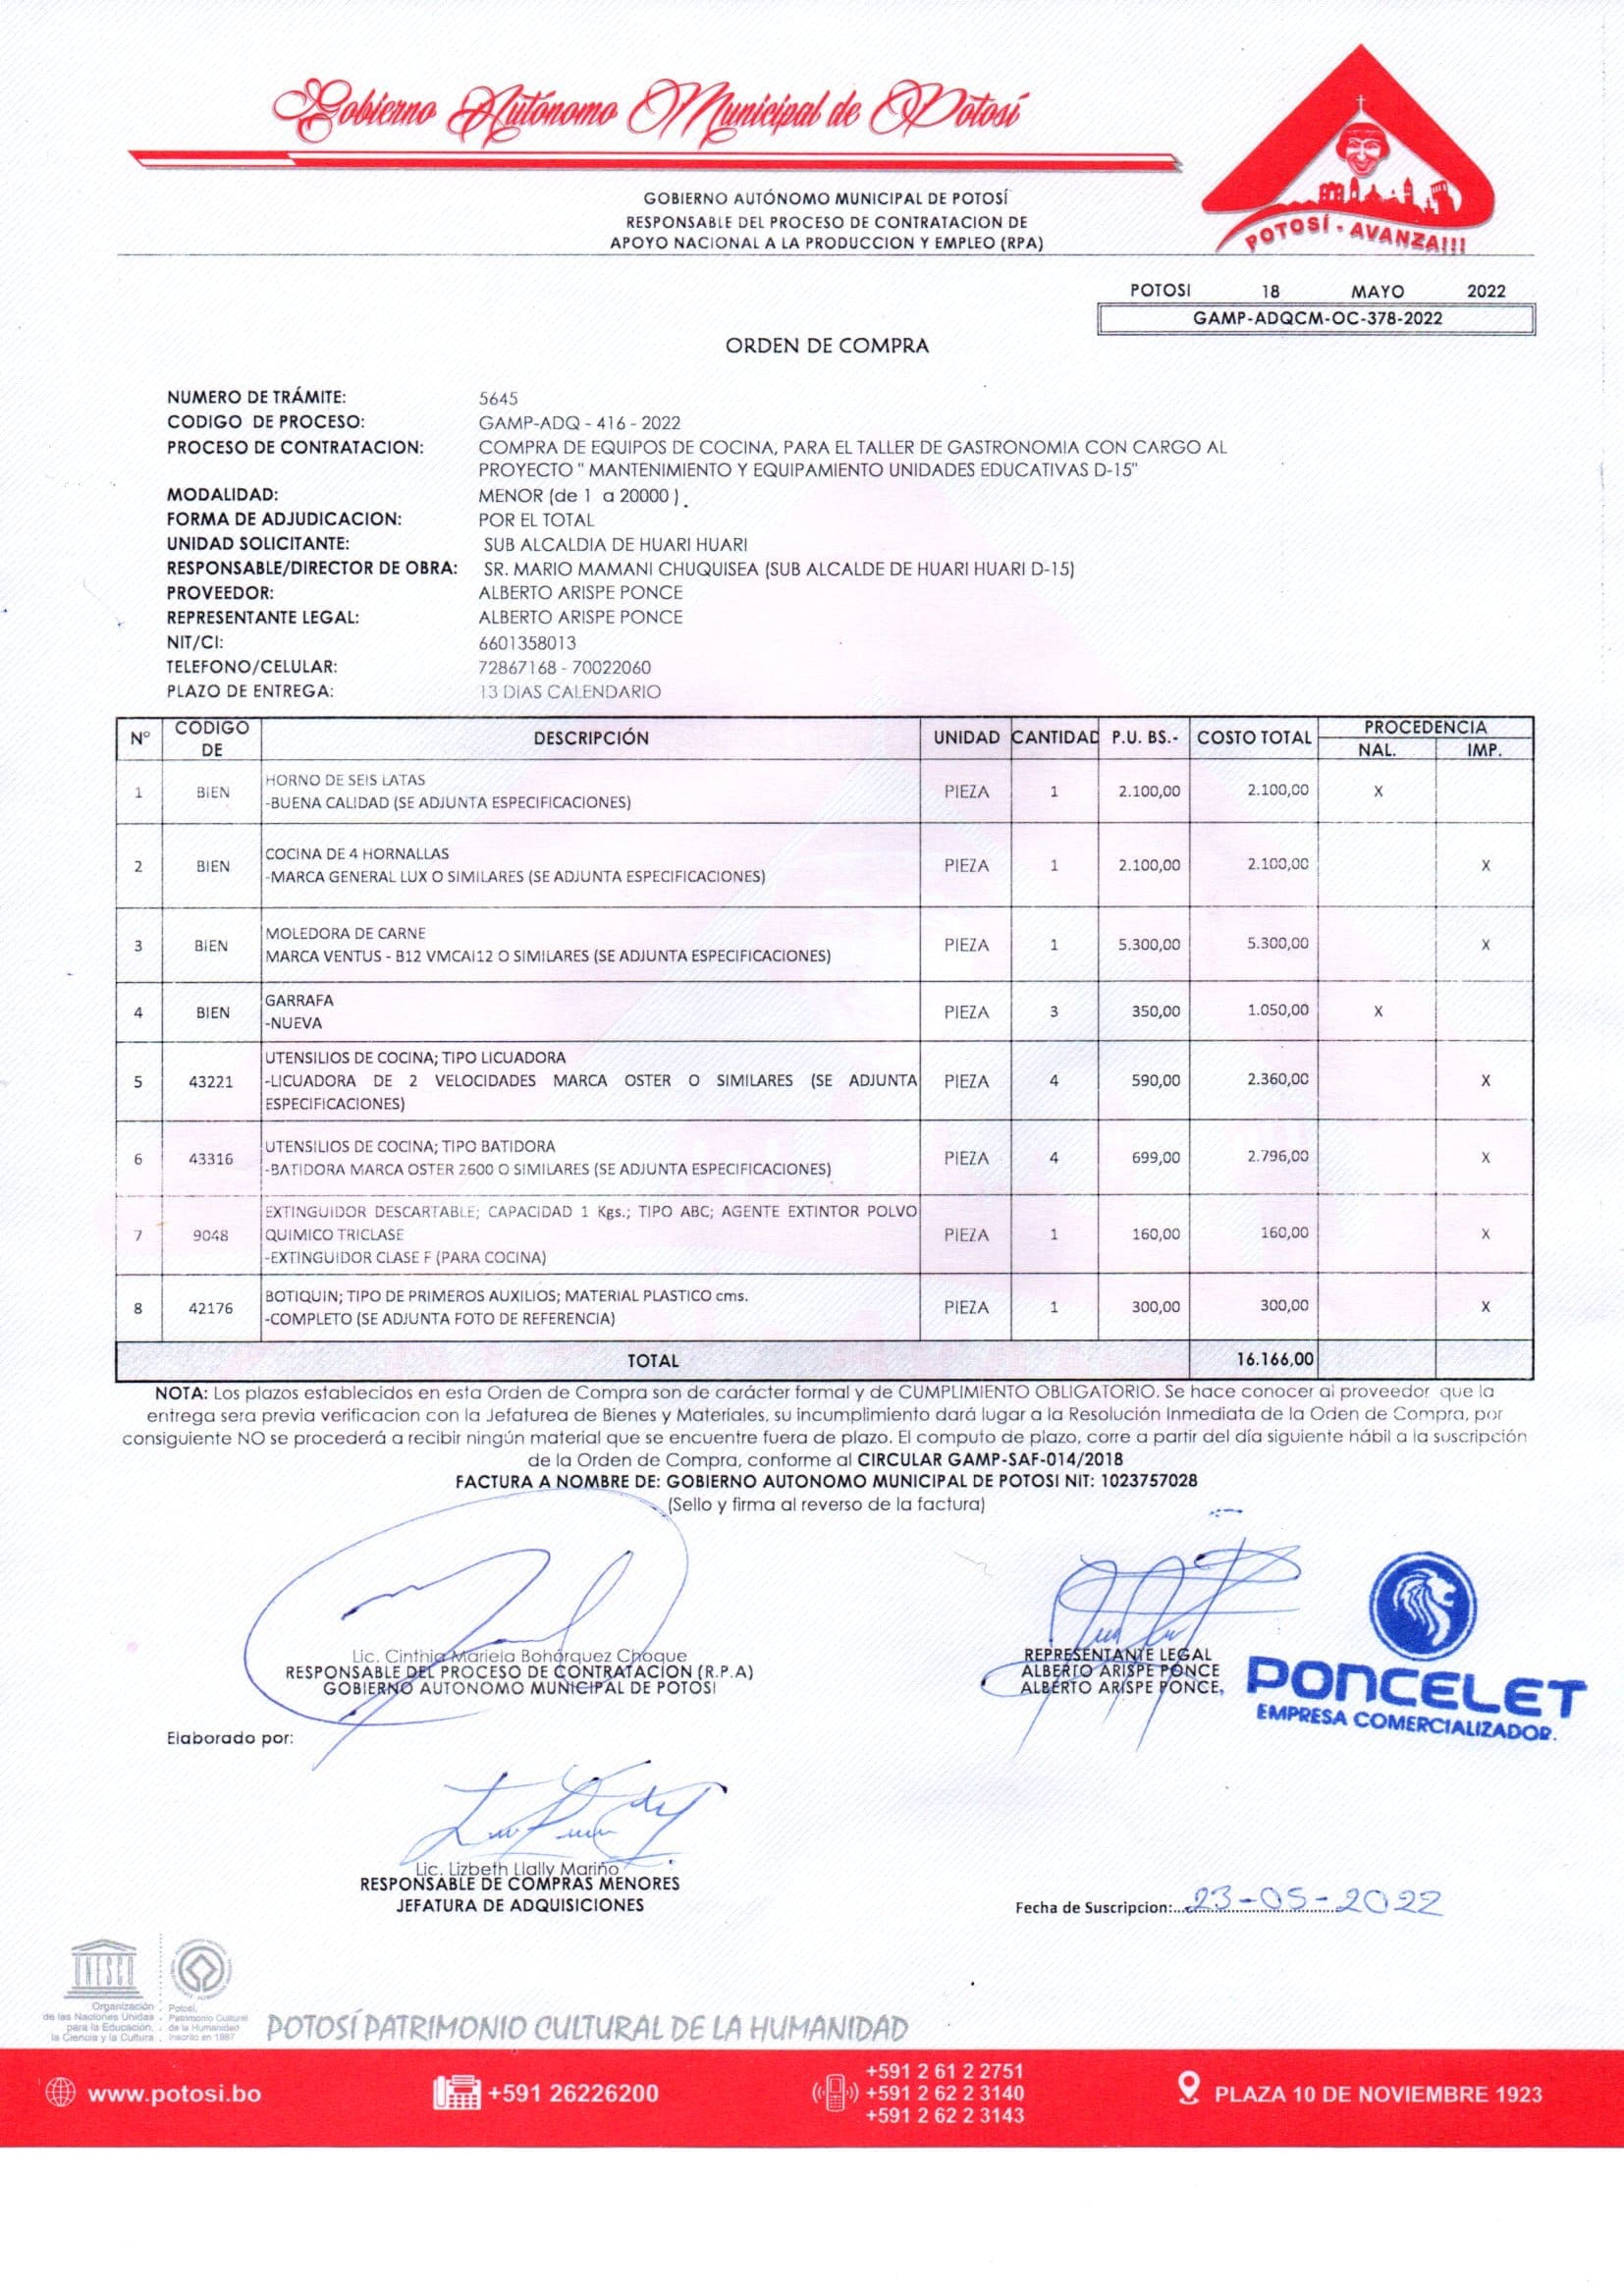 Gobierno Autónomo Municipal de Potosí
GOBIERNO AUTÓNOMO MUNICIPAL DE POTOSÍ
RESPONSABLE DEL PROCESO DE CONTRATACION DE
APOYO NACIONAL A LA PRODUCCION Y EMPLEO (RPA)
POTOSÍ - AVANZA!!!
POTOSI 18 MAYO 2022
GAMP-ADQCM-OC-378-2022
ORDEN DE COMPRA
NUMERO DE TRÁMITE: 5645
CODIGO DE PROCESO: GAMP-ADQ - 416 - 2022
PROCESO DE CONTRATACION: COMPRA DE EQUIPOS DE COCINA, PARA EL TALLER DE GASTRONOMIA CON CARGO AL
PROYECTO " MANTENIMIENTO Y EQUIPAMIENTO UNIDADES EDUCATIVAS D-15"
MODALIDAD: MENOR (de 1 a 20000 ) .
FORMA DE ADJUDICACION: POR EL TOTAL
UNIDAD SOLICITANTE: SUB ALCALDIA DE HUARI HUARI
RESPONSABLE/DIRECTOR DE OBRA: SR. MARIO MAMANI CHUQUISEA (SUB ALCALDE DE HUARI HUARI D-15)
PROVEEDOR: ALBERTO ARISPE PONCE
REPRESENTANTE LEGAL: ALBERTO ARISPE PONCE
NIT/CI: 6601358013
TELEFONO/CELULAR: 72867168 - 70022060
PLAZO DE ENTREGA: 13 DIAS CALENDARIO
N° CODIGO DE DESCRIPCIÓN UNIDAD CANTIDAD P.U. BS.- COSTO TOTAL PROCEDENCIA
NAL. IMP.
1 BIEN HORNO DE SEIS LATAS
-BUENA CALIDAD (SE ADJUNTA ESPECIFICACIONES) PIEZA 1 2.100,00 2.100,00 X
2 BIEN COCINA DE 4 HORNALLAS
-MARCA GENERAL LUX O SIMILARES (SE ADJUNTA ESPECIFICACIONES) PIEZA 1 2.100,00 2.100,00 X
3 BIEN MOLEDORA DE CARNE
MARCA VENTUS - B12 VMCAI12 O SIMILARES (SE ADJUNTA ESPECIFICACIONES) PIEZA 1 5.300,00 5.300,00 X
4 BIEN GARRAFA
-NUEVA PIEZA 3 350,00 1.050,00 X
5 43221 UTENSILIOS DE COCINA; TIPO LICUADORA
-LICUADORA DE 2 VELOCIDADES MARCA OSTER O SIMILARES (SE ADJUNTA
ESPECIFICACIONES) PIEZA 4 590,00 2.360,00 X
6 43316 UTENSILIOS DE COCINA; TIPO BATIDORA
-BATIDORA MARCA OSTER 2600 O SIMILARES (SE ADJUNTA ESPECIFICACIONES) PIEZA 4 699,00 2.796,00 X
7 9048 EXTINGUIDOR DESCARTABLE; CAPACIDAD 1 Kgs.; TIPO ABC; AGENTE EXTINTOR POLVO
QUIMICO TRICLASE
-EXTINGUIDOR CLASE F (PARA COCINA) PIEZA 1 160,00 160,00 X
8 42176 BOTIQUIN; TIPO DE PRIMEROS AUXILIOS; MATERIAL PLASTICO cms.
-COMPLETO (SE ADJUNTA FOTO DE REFERENCIA) PIEZA 1 300,00 300,00 X
TOTAL 16.166,00
NOTA: Los plazos establecidos en esta Orden de Compra son de carácter formal y de CUMPLIMIENTO OBLIGATORIO. Se hace conocer al proveedor que la
entrega sera previa verificacion con la Jefaturea de Bienes y Materiales, su incumplimiento dará lugar a la Resolución Inmediata de la Oden de Compra, por
consiguiente NO se procederá a recibir ningún material que se encuentre fuera de plazo. El computo de plazo, corre a partir del día siguiente hábil a la suscripción
de la Orden de Compra, conforme al CIRCULAR GAMP-SAF-014/2018
FACTURA A NOMBRE DE: GOBIERNO AUTONOMO MUNICIPAL DE POTOSI NIT: 1023757028
(Sello y firma al reverso de la factura)
Lic. Cinthia Mariela Bohórquez Choque
RESPONSABLE DEL PROCESO DE CONTRATACION (R.P.A)
GOBIERNO AUTONOMO MUNICIPAL DE POTOSI
REPRESENTANTE LEGAL
ALBERTO ARISPE PONCE
ALBERTO ARISPE PONCE
PONCELET
EMPRESA COMERCIALIZADOR.
Elaborado por:
Lic. Lizbeth Llally Mariño
RESPONSABLE DE COMPRAS MENORES
JEFATURA DE ADQUISICIONES
Fecha de Suscripcion:...23-05-2022
UNESCO
Organización
de las Naciones Unidas
para la Educación,
la Ciencia y la Cultura
Potosí,
Patrimonio Cultural
de la Humanidad
Inscrito en 1987
POTOSÍ PATRIMONIO CULTURAL DE LA HUMANIDAD
www.potosi.bo
+591 26226200
+591 2 61 2 2751
+591 2 62 2 3140
+591 2 62 2 3143
PLAZA 10 DE NOVIEMBRE 1923